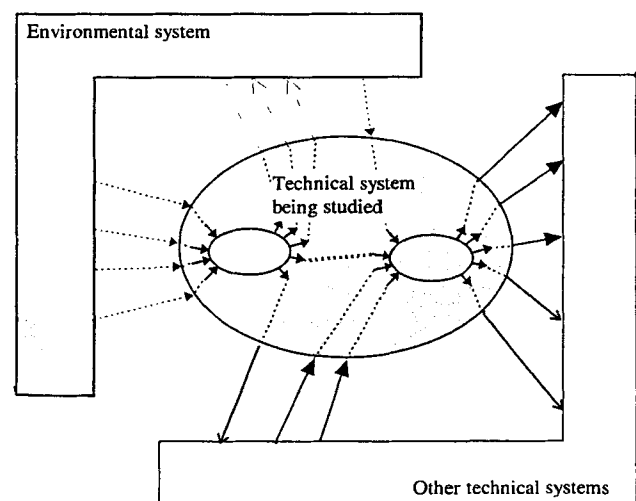 Environmental system
Technical system
being studied
Other technical systems